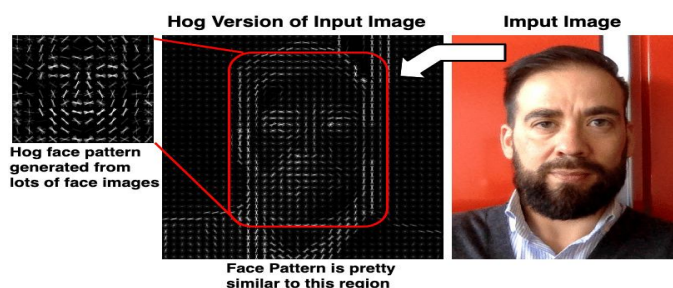 Hog Version of Input Image
Imput Image
Hog face pattern
generated from
lots of face images
Face Pattern is pretty
similar to this region